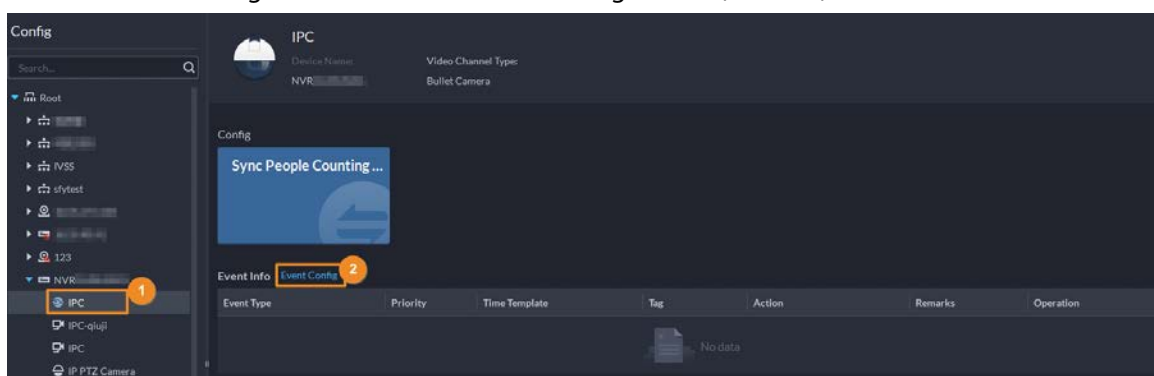 Config
Search...
Root
IVSS
sfytest
123
NVR
IPC
IPC-qiuji
IPC
IP PTZ Camera
1
IPC
Device Name:
Video Channel Type:
NVR
Bullet Camera
Config
Sync People Counting ...
Event Info Event Config
2
Event Type Priority Time Template Tag Action Remarks Operation
No data